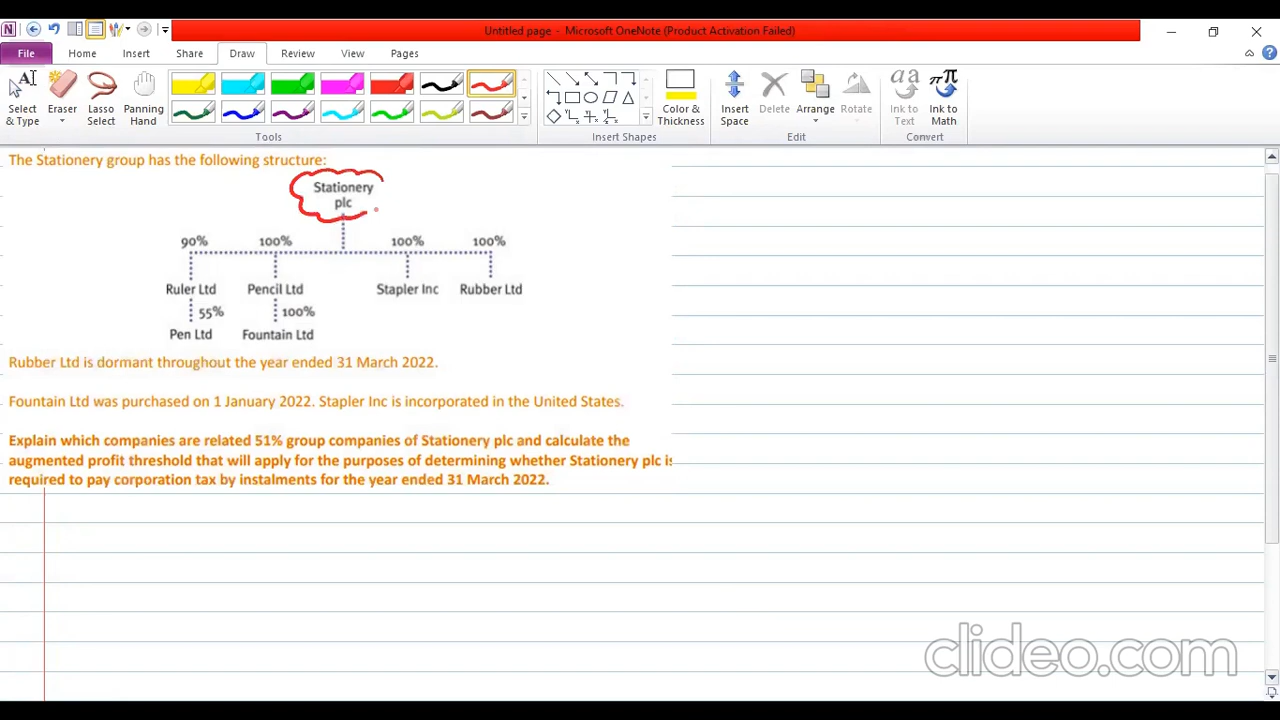 Untitled page - Microsoft OneNote (Product Activation Failed)
File Home Insert Share Draw Review View Pages
Select & Type
Eraser
Lasso Select
Panning Hand
Color & Thickness
Insert Space
Delete
Arrange
Rotate
Ink to Text
Ink to Math
Tools
Insert Shapes
Edit
Convert
The Stationery group has the following structure:
Stationery
plc
90% 100% 100% 100%
Ruler Ltd Pencil Ltd Stapler Inc Rubber Ltd
55% 100%
Pen Ltd Fountain Ltd
Rubber Ltd is dormant throughout the year ended 31 March 2022.
Fountain Ltd was purchased on 1 January 2022. Stapler Inc is incorporated in the United States.
Explain which companies are related 51% group companies of Stationery plc and calculate the
augmented profit threshold that will apply for the purposes of determining whether Stationery plc is
required to pay corporation tax by instalments for the year ended 31 March 2022.
clideo.com